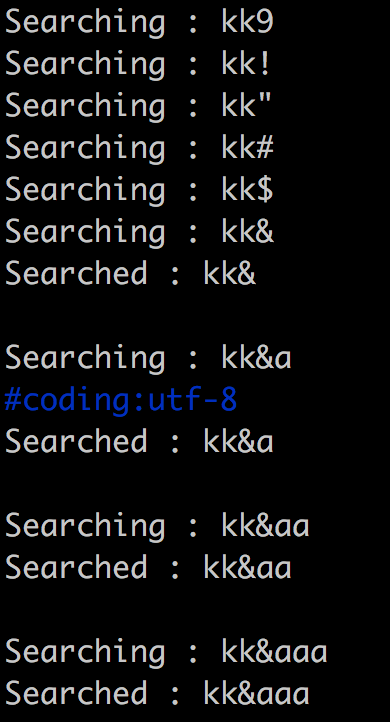 Searching : kk9
Searching : kk!
Searching : kk"
Searching : kk#
Searching : kk$
Searching : kk&
Searched : kk&
Searching : kk&a
#coding:utf-8
Searched : kk&a
Searching : kk&aa
Searched : kk&aa
Searching : kk&aaa
Searched : kk&aaa